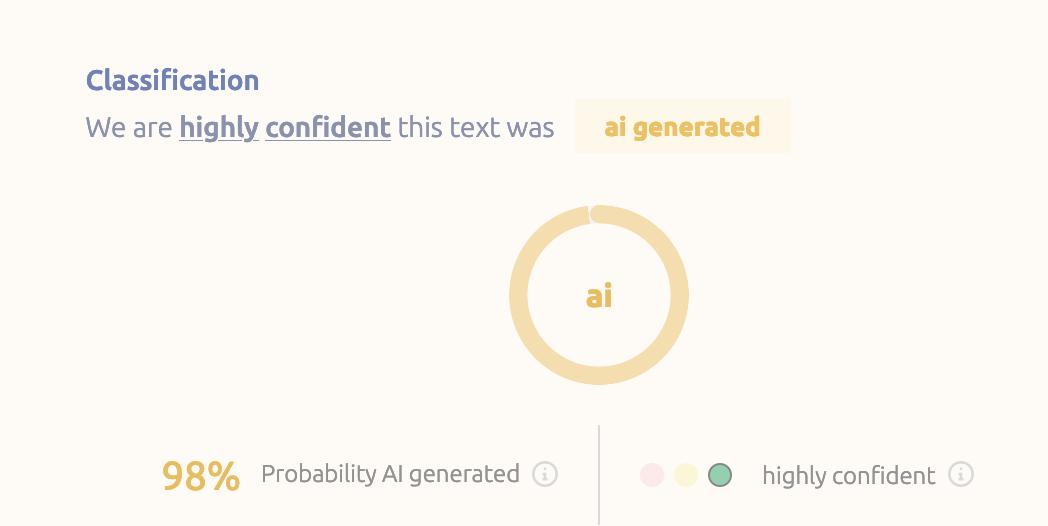 Classification
We are highly confident this text was ai generated
ai
98% Probability AI generated
highly confident